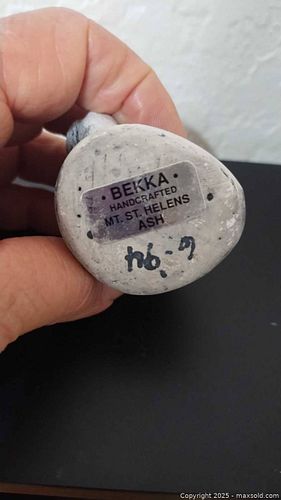 • BEKKA •
HANDCRAFTED
MT. ST. HELENS
ASH
Copyright 2025 - maxsold.com